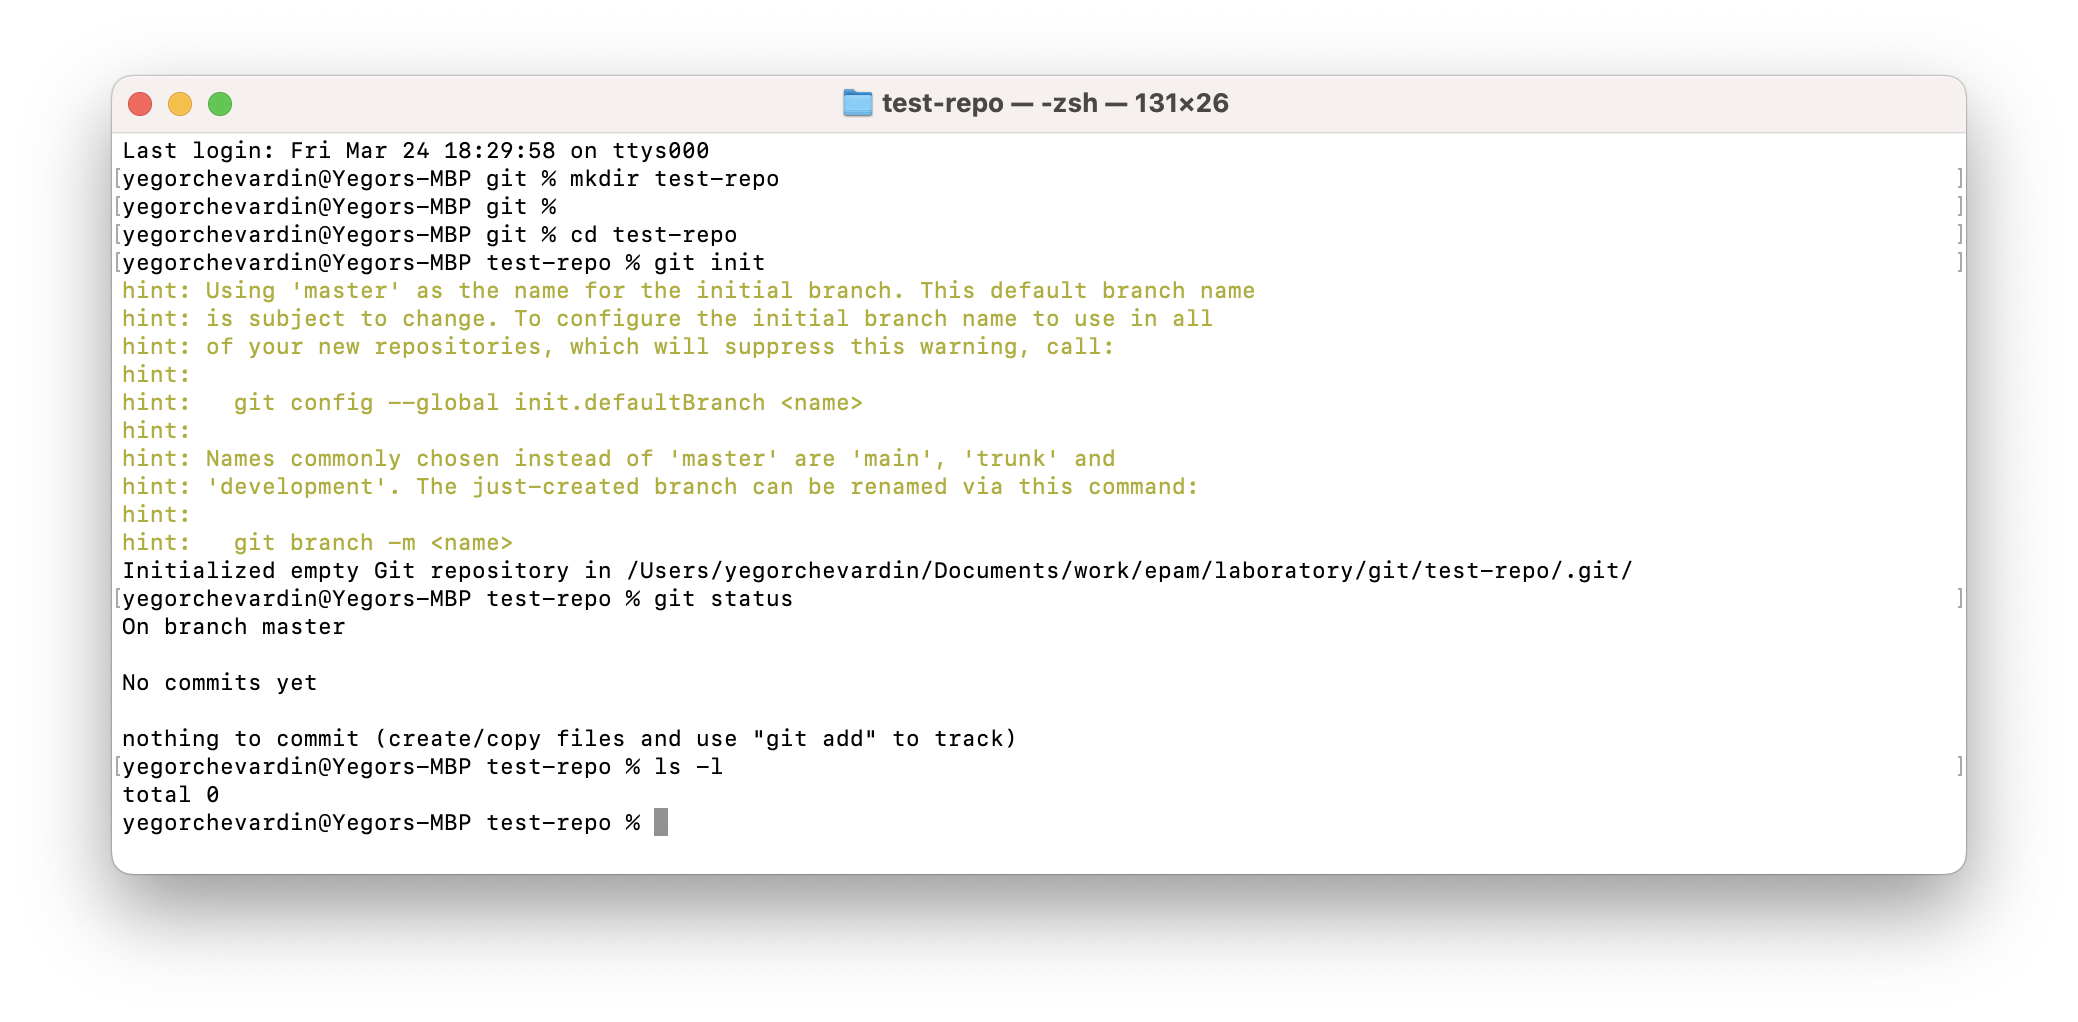 test-repo — -zsh — 131×26
Last login: Fri Mar 24 18:29:58 on ttys000
[yegorchevardin@Yegors-MBP git % mkdir test-repo ]
[yegorchevardin@Yegors-MBP git % ]
[yegorchevardin@Yegors-MBP git % cd test-repo ]
[yegorchevardin@Yegors-MBP test-repo % git init ]
hint: Using 'master' as the name for the initial branch. This default branch name
hint: is subject to change. To configure the initial branch name to use in all
hint: of your new repositories, which will suppress this warning, call:
hint:
hint:   git config --global init.defaultBranch <name>
hint:
hint: Names commonly chosen instead of 'master' are 'main', 'trunk' and
hint: 'development'. The just-created branch can be renamed via this command:
hint:
hint:   git branch -m <name>
Initialized empty Git repository in /Users/yegorchevardin/Documents/work/epam/laboratory/git/test-repo/.git/
[yegorchevardin@Yegors-MBP test-repo % git status ]
On branch master
No commits yet
nothing to commit (create/copy files and use "git add" to track)
[yegorchevardin@Yegors-MBP test-repo % ls -l ]
total 0
yegorchevardin@Yegors-MBP test-repo %